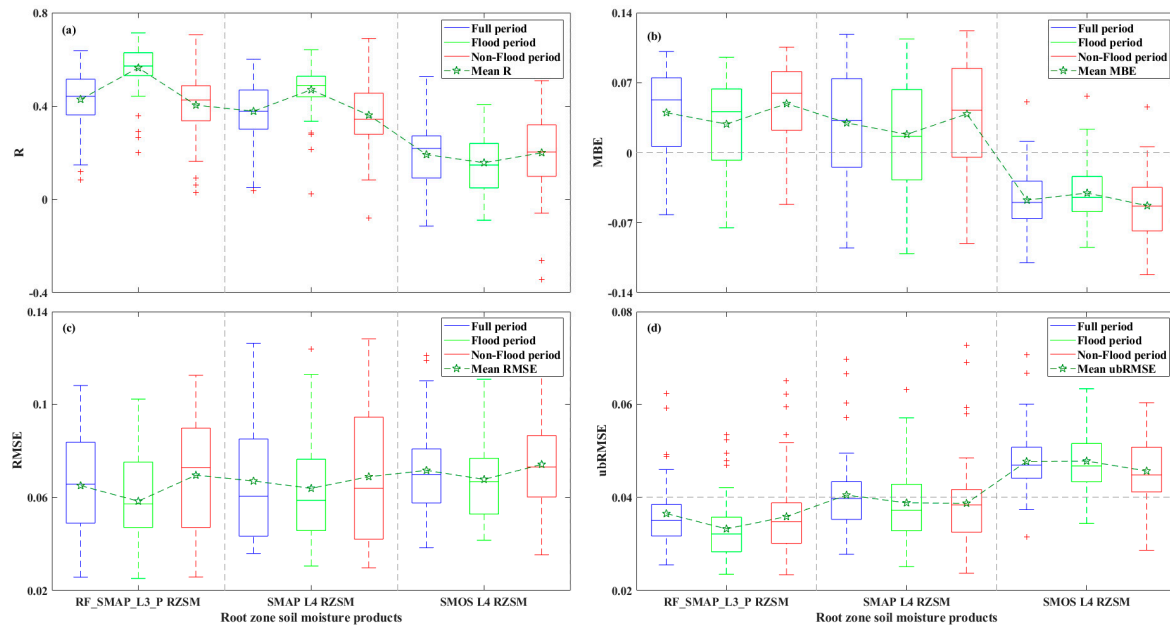 (a)
0.8
0.4
0
-0.4
R
Full period
Flood period
Non-Flood period
Mean R
(b)
0.14
0.07
0
-0.07
-0.14
MBE
Full period
Flood period
Non-Flood period
Mean MBE
(c)
0.14
0.1
0.06
0.02
RMSE
Full period
Flood period
Non-Flood period
Mean RMSE
RF_SMAP_L3_P RZSM
SMAP L4 RZSM
SMOS L4 RZSM
Root zone soil moisture products
(d)
0.08
0.06
0.04
0.02
ubRMSE
Full period
Flood period
Non-Flood period
Mean ubRMSE
RF_SMAP_L3_P RZSM
SMAP L4 RZSM
SMOS L4 RZSM
Root zone soil moisture products